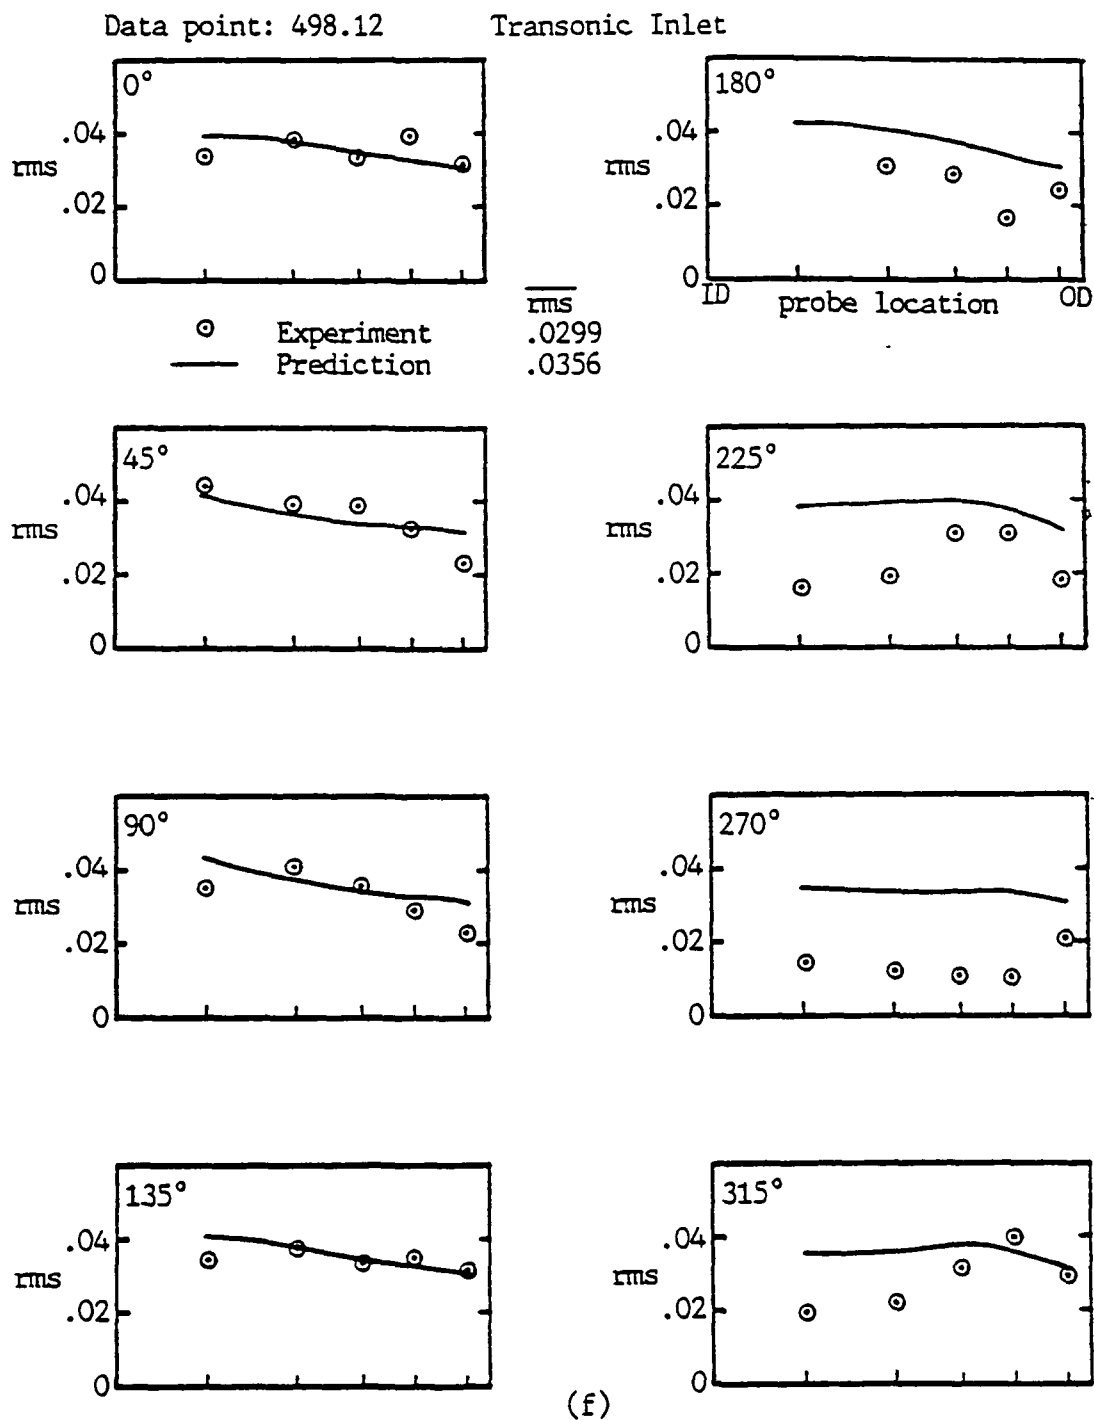 Data point: 498.12 Transonic Inlet
0°
.04
rms
.02
0
180°
.04
rms
.02
0
ID probe location OD
rms
Experiment .0299
Prediction .0356
45°
.04
rms
.02
0
225°
.04
rms
.02
0
90°
.04
rms
.02
0
270°
.04
rms
.02
0
135°
.04
rms
.02
0
315°
.04
rms
.02
0
(f)